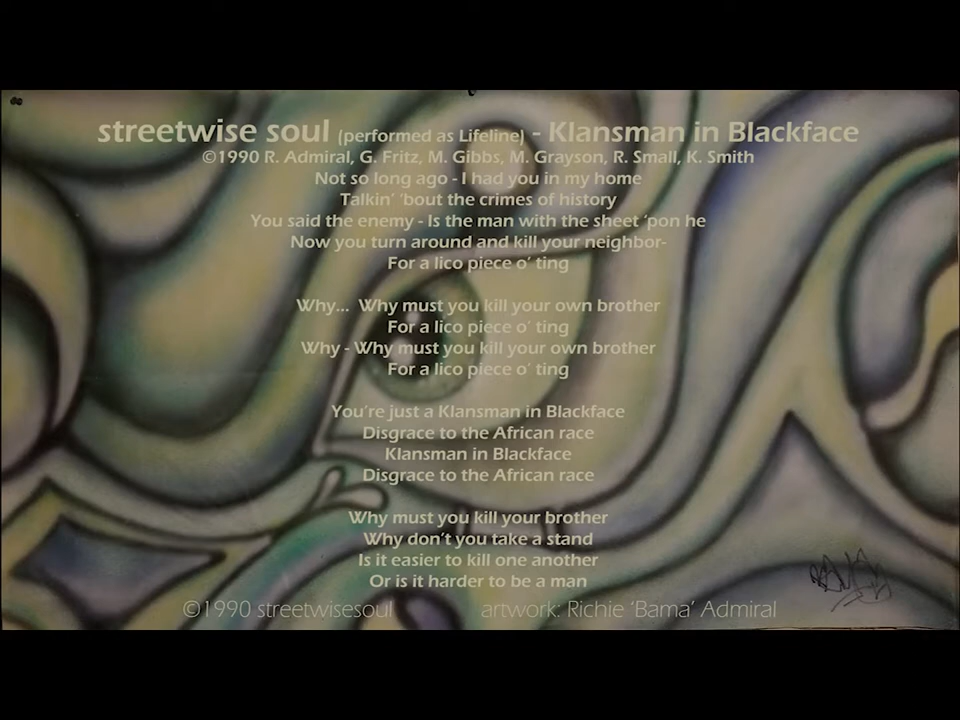 streetwise soul (performed as Lifeline) - Klansman in Blackface
©1990 R. Admiral, G. Fritz, M. Gibbs, M. Grayson, R. Small, K. Smith
Not so long ago - I had you in my home
Talkin' 'bout the crimes of history
You said the enemy - Is the man with the sheet 'pon he
Now you turn around and kill your neighbor-
For a lico piece o' ting
Why... Why must you kill your own brother
For a lico piece o' ting
Why - Why must you kill your own brother
For a lico piece o' ting
You're just a Klansman in Blackface
Disgrace to the African race
Klansman in Blackface
Disgrace to the African race
Why must you kill your brother
Why don't you take a stand
Is it easier to kill one another
Or is it harder to be a man
©1990 streetwisesoul artwork: Richie 'Bama' Admiral